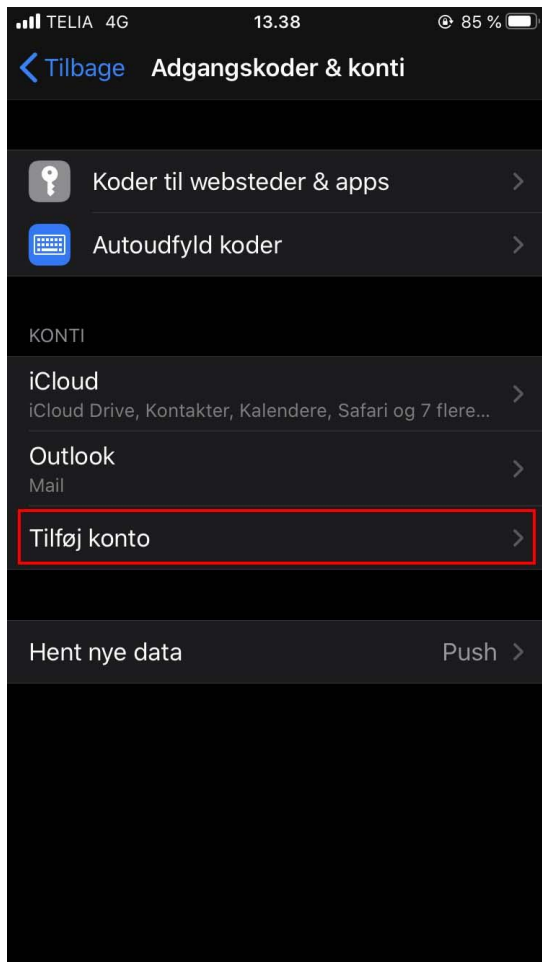 TELIA 4G 13.38 85 %
Tilbage Adgangskoder & konti
Koder til websteder & apps
Autoudfyld koder
KONTI
iCloud
iCloud Drive, Kontakter, Kalendere, Safari og 7 flere...
Outlook
Mail
Tilføj konto
Hent nye data Push